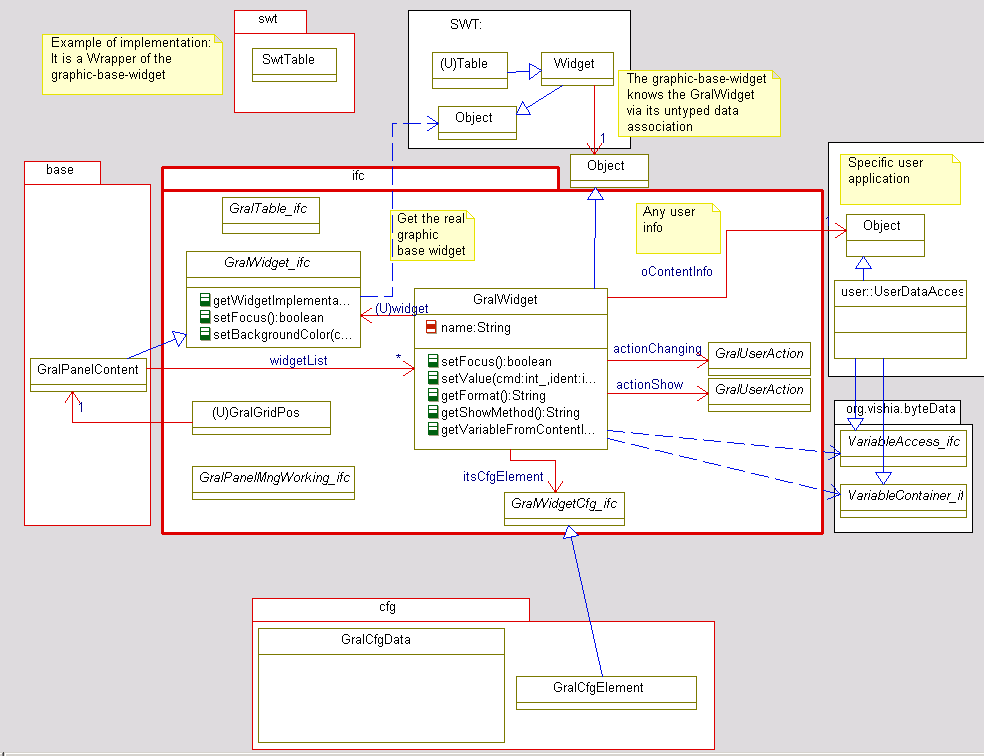 Example of implementation:
It is a Wrapper of the
graphic-base-widget
swt
SwtTable
SWT:
(U)Table
Widget
Object
The graphic-base-widget
knows the GralWidget
via its untyped data
association
1
Object
Specific user
application
Object
user::UserDataAcces
base
ifc
GralTable_ifc
Get the real
graphic
base widget
Any user
info
oContentInfo
GralWidget_ifc
getWidgetImplementa...
setFocus():boolean
setBackgroundColor(c...
(U)widget
GralWidget
name:String
setFocus():boolean
setValue(cmd:int_,ident:i...
getFormat():String
getShowMethod():String
getVariableFromContentI...
actionChanging
GralUserAction
actionShow
GralUserAction
GralPanelContent
widgetList
*
1
(U)GralGridPos
org.vishia.byteData
VariableAccess_ifc
VariableContainer_if
GralPanelMngWorking_ifc
itsCfgElement
GralWidgetCfg_ifc
cfg
GralCfgData
GralCfgElement